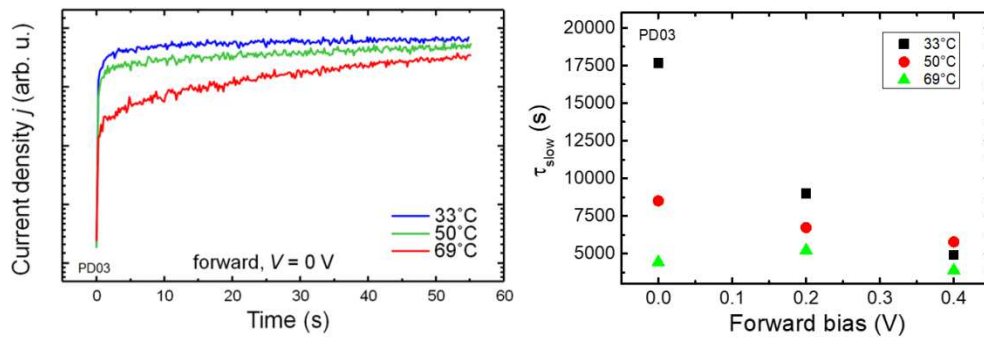 Current density j (arb. u.)
33°C
50°C
69°C
PD03
forward, V = 0 V
0
10
20
30
40
50
60
Time (s)
PD03
33°C
50°C
69°C
τslow (s)
17500
15000
12500
10000
7500
5000
0.0
0.1
0.2
0.3
0.4
Forward bias (V)